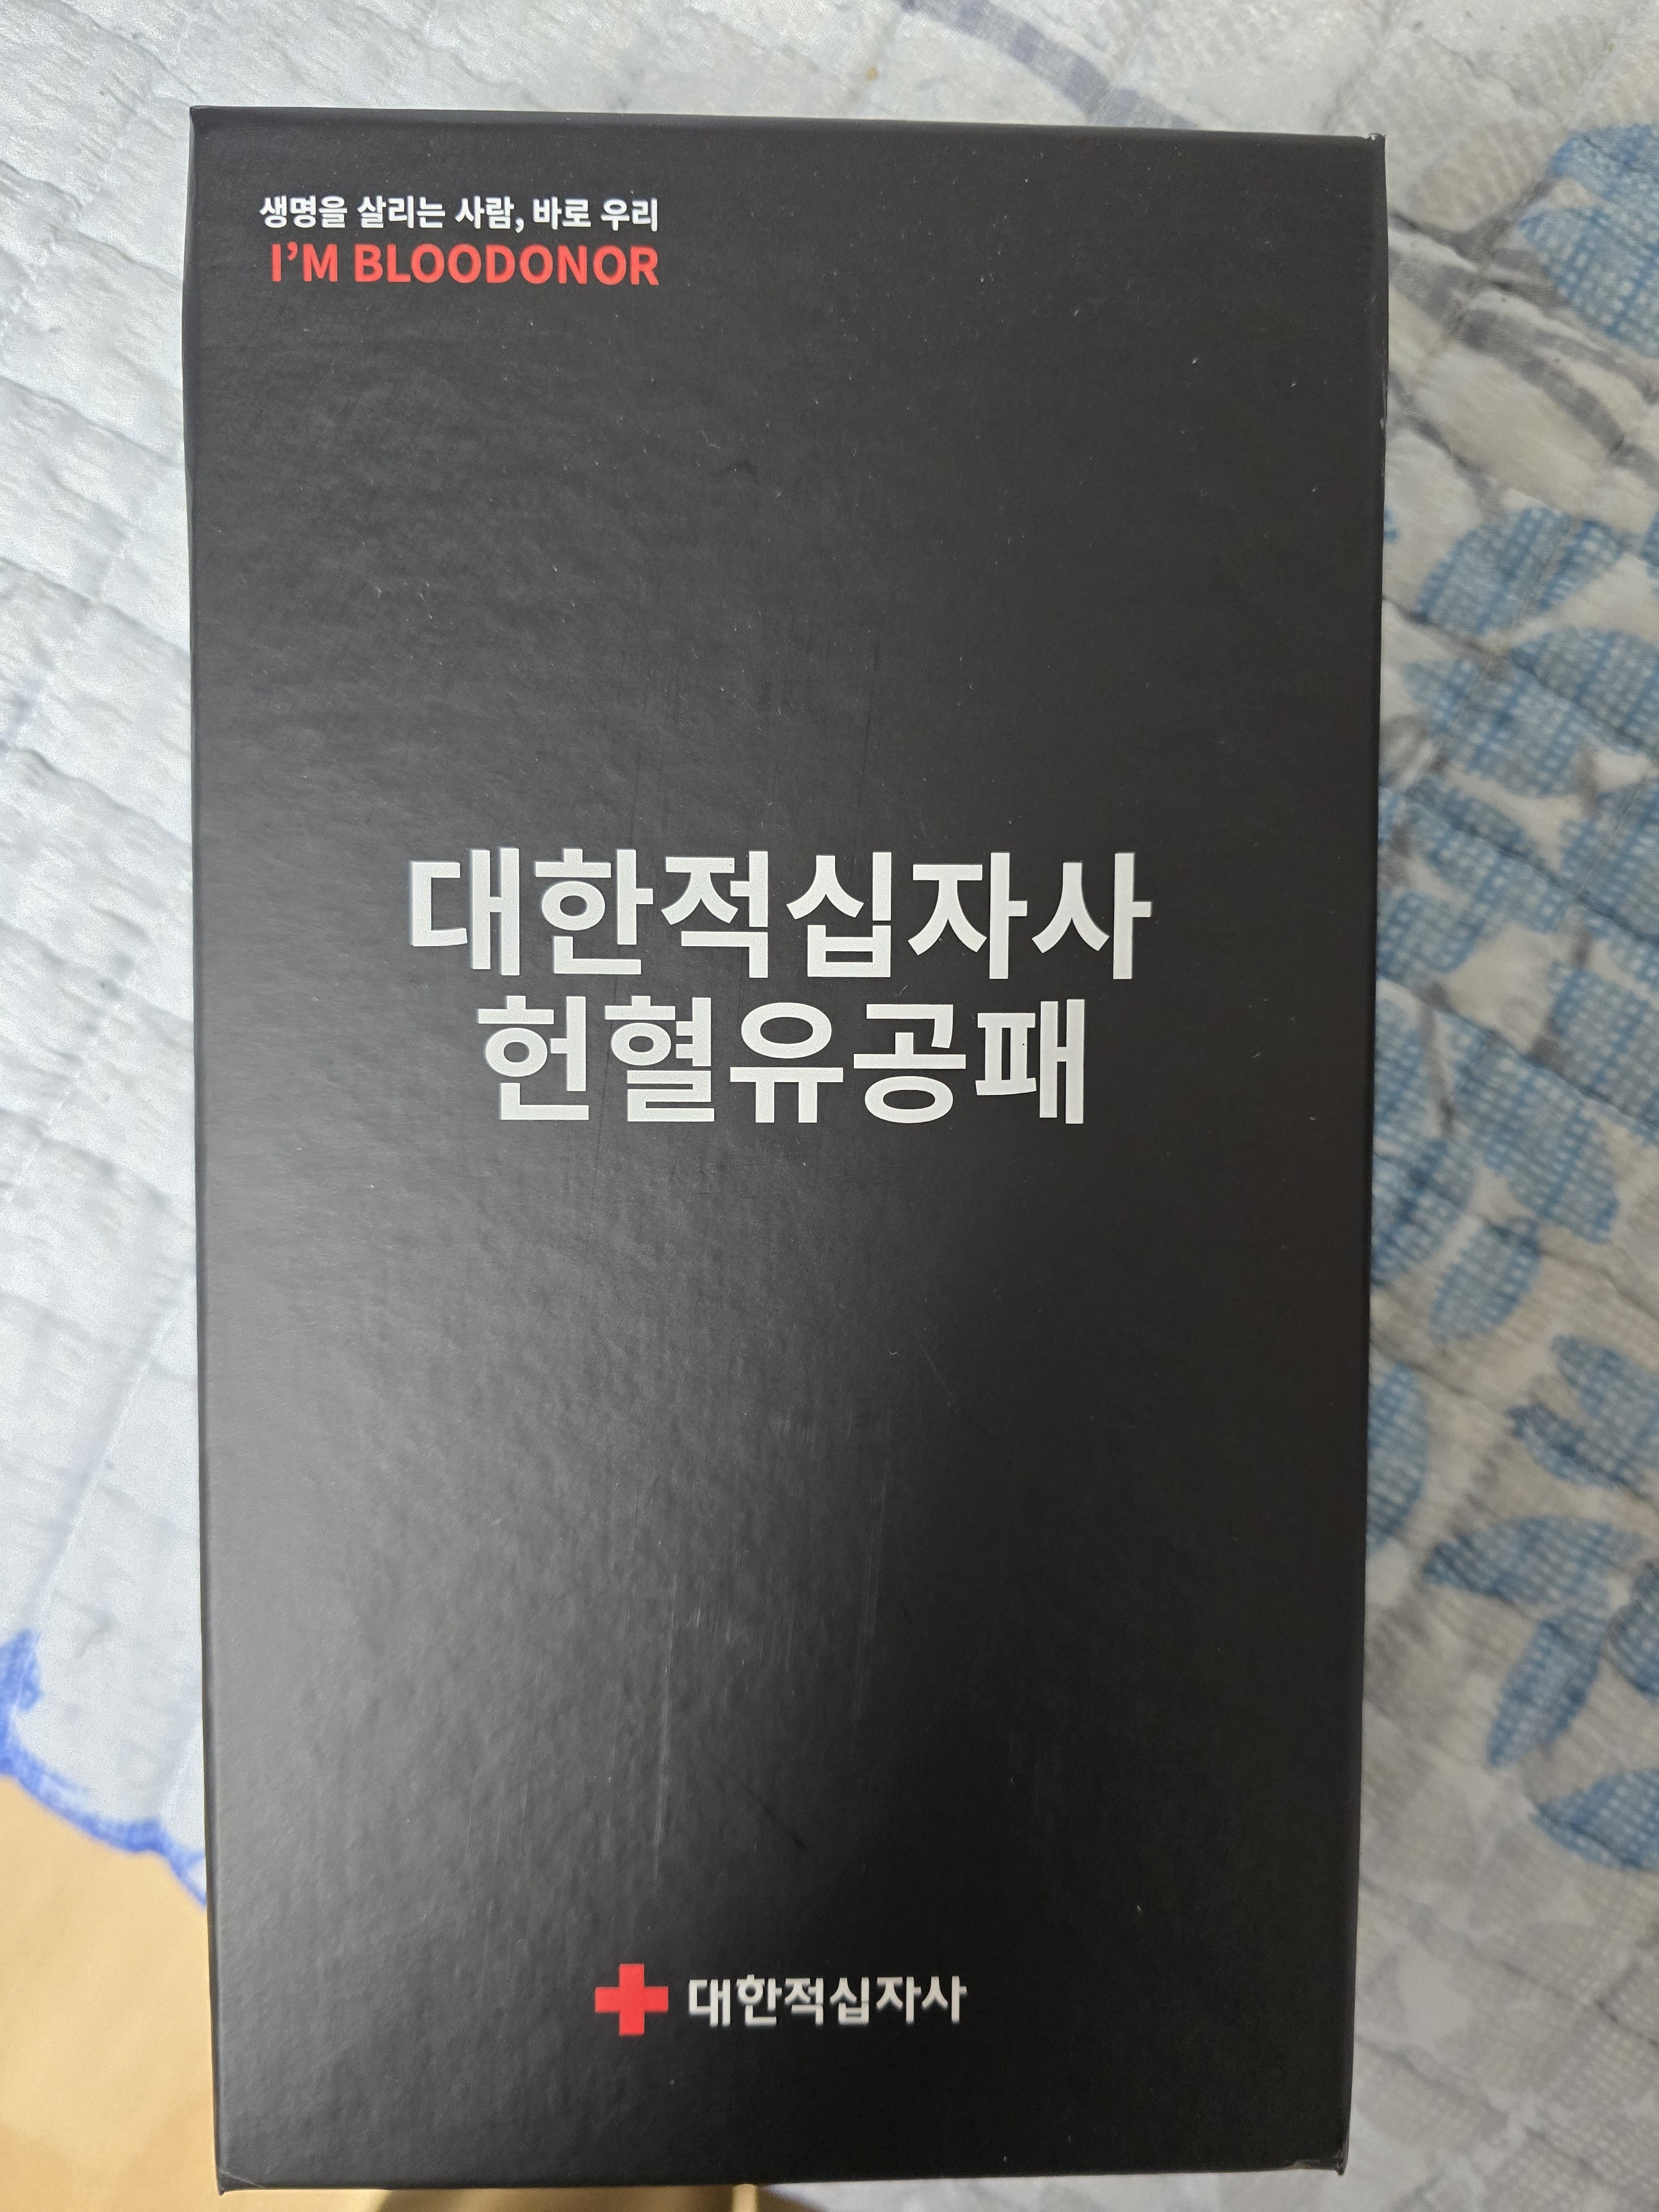 생명을 살리는 사람, 바로 우리
I'M BLOODONOR
대한적십자사
헌혈유공패
대한적십자사